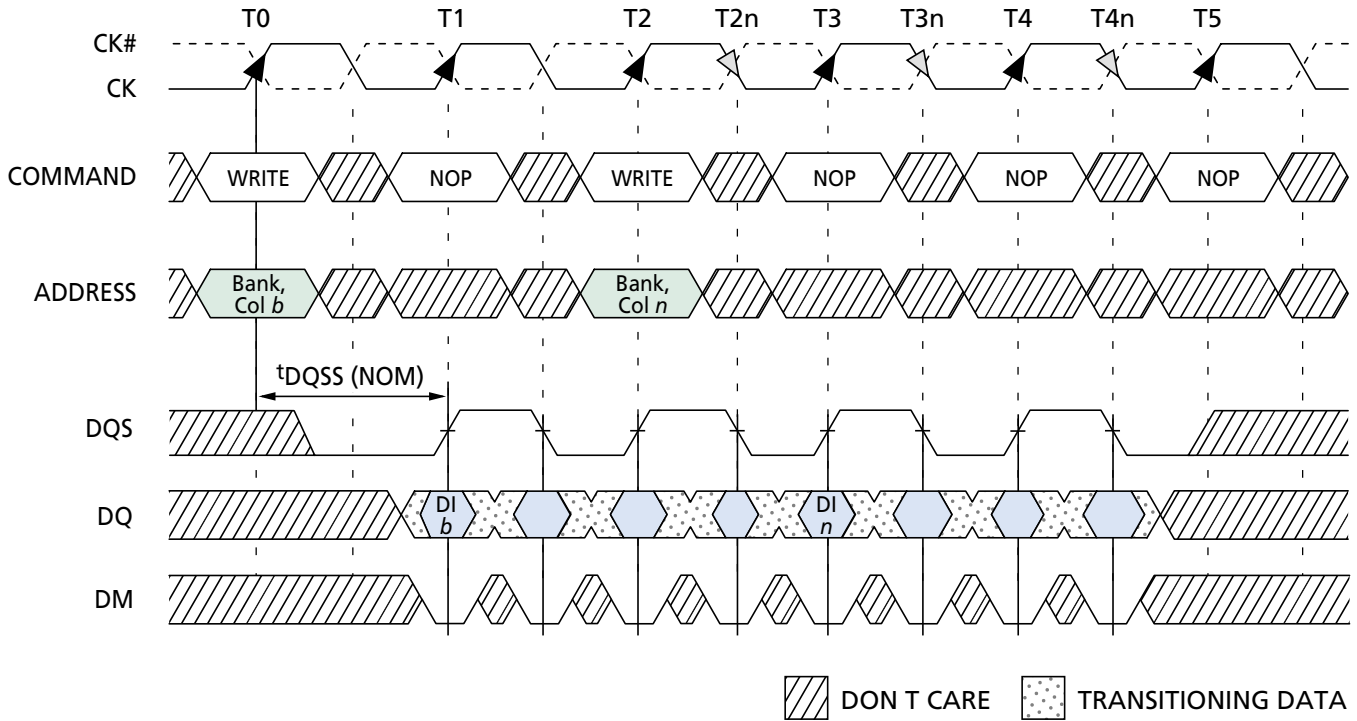 T0 T1 T2 T2n T3 T3n T4 T4n T5
CK#
CK
COMMAND WRITE NOP WRITE NOP NOP NOP
ADDRESS Bank, Col b Bank, Col n
tDQSS (NOM)
DQS
DQ DI b DI n
DM
DON T CARE TRANSITIONING DATA